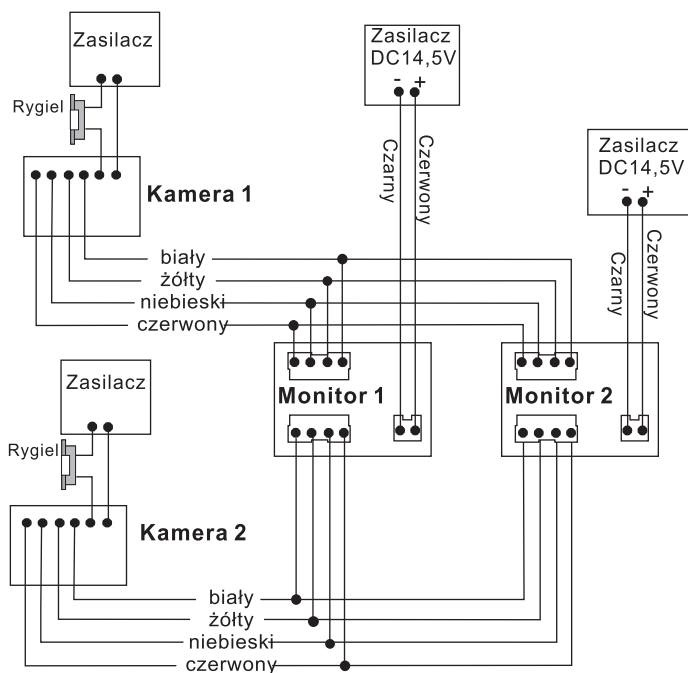 Zasilacz
Rygiel
Kamera 1
Zasilacz
DC14,5V
- +
Czarny
Czerwony
Zasilacz
DC14,5V
- +
Czarny
Czerwony
biały
żółty
niebieski
czerwony
Monitor 1
Monitor 2
Zasilacz
Rygiel
Kamera 2
biały
żółty
niebieski
czerwony